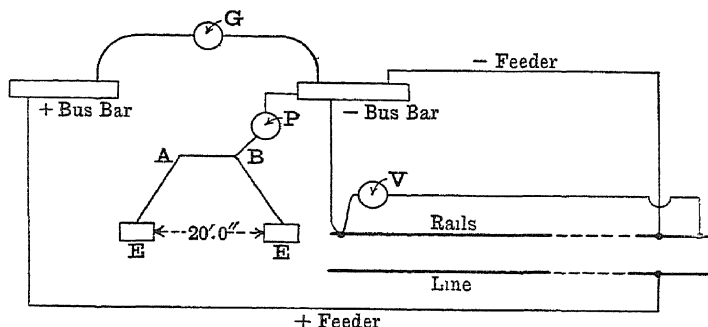 G
− Feeder
+ Bus Bar
P
− Bus Bar
A
B
V
20'.0"
Rails
E
E
Line
+ Feeder